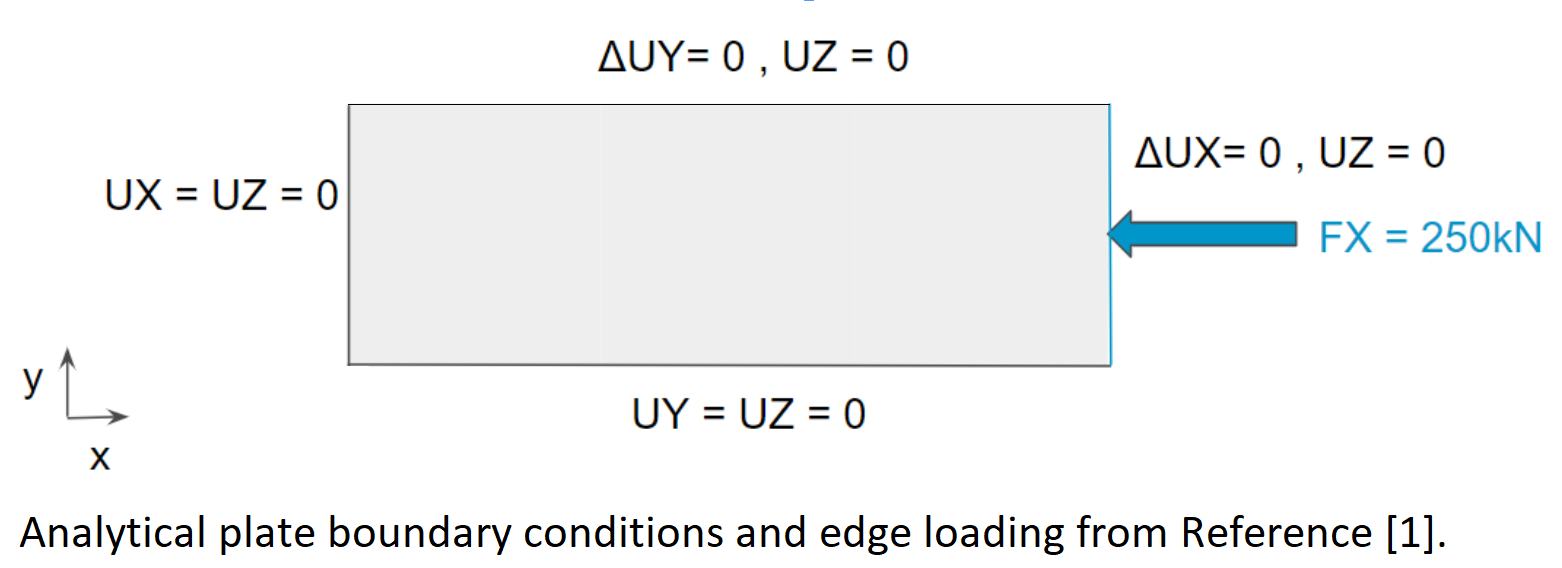 ΔUY= 0 , UZ = 0
ΔUX= 0 , UZ = 0
UX = UZ = 0
FX = 250kN
y
UY = UZ = 0
x
Analytical plate boundary conditions and edge loading from Reference [1].